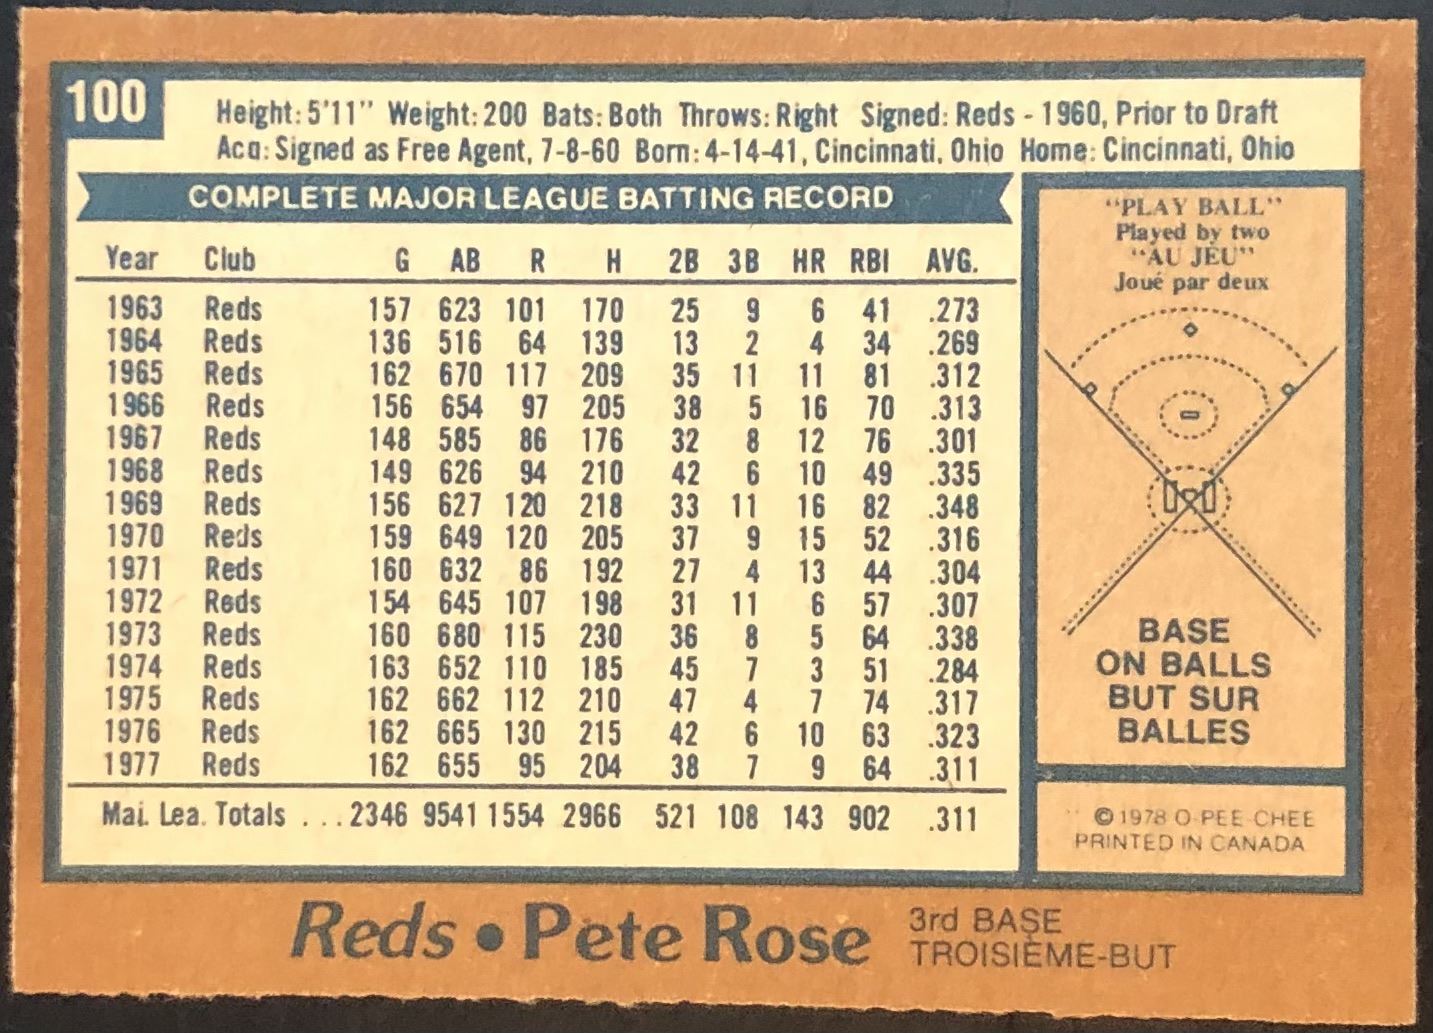 100
Height: 5'11" Weight: 200 Bats: Both Throws: Right Signed: Reds - 1960, Prior to Draft
Acq: Signed as Free Agent, 7-8-60 Born: 4-14-41, Cincinnati, Ohio Home: Cincinnati, Ohio
COMPLETE MAJOR LEAGUE BATTING RECORD
Year Club G AB R H 2B 3B HR RBI AVG.
1963 Reds 157 623 101 170 25 9 6 41 .273
1964 Reds 136 516 64 139 13 2 4 34 .269
1965 Reds 162 670 117 209 35 11 11 81 .312
1966 Reds 156 654 97 205 38 5 16 70 .313
1967 Reds 148 585 86 176 32 8 12 76 .301
1968 Reds 149 626 94 210 42 6 10 49 .335
1969 Reds 156 627 120 218 33 11 16 82 .348
1970 Reds 159 649 120 205 37 9 15 52 .316
1971 Reds 160 632 86 192 27 4 13 44 .304
1972 Reds 154 645 107 198 31 11 6 57 .307
1973 Reds 160 680 115 230 36 8 5 64 .338
1974 Reds 163 652 110 185 45 7 3 51 .284
1975 Reds 162 662 112 210 47 4 7 74 .317
1976 Reds 162 665 130 215 42 6 10 63 .323
1977 Reds 162 655 95 204 38 7 9 64 .311
Maj. Lea. Totals ... 2346 9541 1554 2966 521 108 143 902 .311
"PLAY BALL"
Played by two
"AU JEU"
Joué par deux
BASE
ON BALLS
BUT SUR
BALLES
© 1978 O-PEE-CHEE
PRINTED IN CANADA
Reds • Pete Rose
3rd BASE
TROISIÈME-BUT